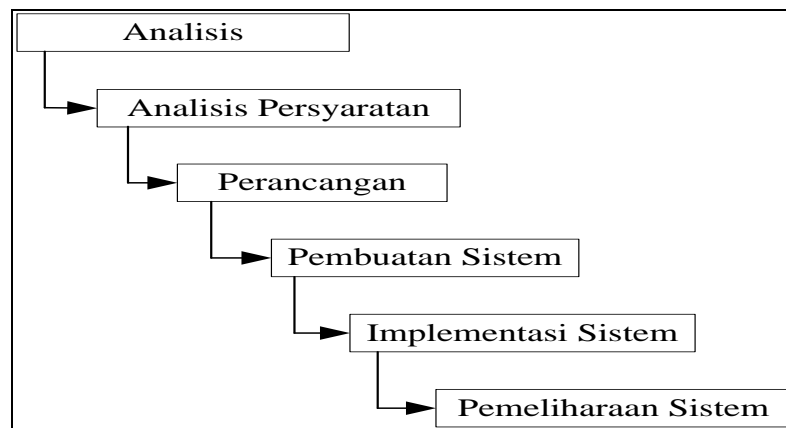 Analisis
Analisis Persyaratan
Perancangan
Pembuatan Sistem
Implementasi Sistem
Pemeliharaan Sistem